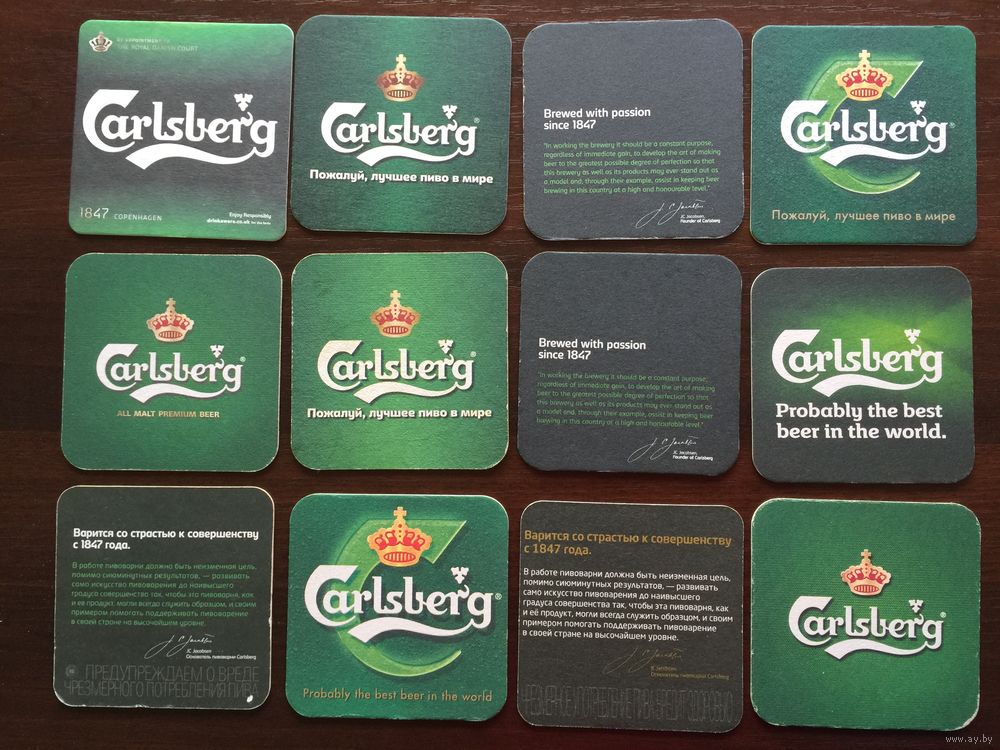 BY APPOINTMENT TO
THE ROYAL DANISH COURT
Carlsberg
1847 COPENHAGEN
Enjoy Responsibly
drinkaware.co.uk
Carlsberg®
Пожалуй, лучшее пиво в мире
Brewed with passion
since 1847
"In working the brewery it should be a constant purpose,
regardless of immediate gain, to develop the art of making
beer to the greatest possible degree of perfection so that
this brewery as well as its products may ever stand out as
a model and, through their example, assist in keeping beer
brewing in this country at a high and honourable level."
JC. Jacobsen,
Founder of Carlsberg
Carlsberg®
Пожалуй, лучшее пиво в мире
Carlsberg®
ALL MALT PREMIUM BEER
Carlsberg®
Пожалуй, лучшее пиво в мире
Brewed with passion
since 1847
"In working the brewery it should be a constant purpose,
regardless of immediate gain, to develop the art of making
beer to the greatest possible degree of perfection so that
this brewery as well as its products may ever stand out as
a model and, through their example, assist in keeping beer
brewing in this country at a high and honourable level."
JC. Jacobsen,
Founder of Carlsberg
Carlsberg®
Probably the best
beer in the world.
Варится со страстью к совершенству
с 1847 года.
В работе пивоварни должна быть неизменная цель,
помимо сиюминутных результатов, — развивать
само искусство пивоварения до наивысшего
градуса совершенства так, чтобы эта пивоварня, как
и её продукт, могли всегда служить образцом, и своим
примером помогать поддерживать пивоварение
в своей стране на высочайшем уровне.
JC. Jacobsen
Основатель пивоварни Carlsberg
ПРЕДУПРЕЖДАЕМ О ВРЕДЕ
ЧРЕЗМЕРНОГО ПОТРЕБЛЕНИЯ ПИВА
Carlsberg®
Probably the best beer in the world
Варится со страстью к совершенству
с 1847 года.
В работе пивоварни должна быть неизменная цель,
помимо сиюминутных результатов, — развивать
само искусство пивоварения до наивысшего
градуса совершенства так, чтобы эта пивоварня, как
и её продукт, могли всегда служить образцом, и своим
примером помогать поддерживать пивоварение
в своей стране на высочайшем уровне.
JC. Jacobsen,
Основатель пивоварни Carlsberg
ЧРЕЗМЕРНОЕ ПОТРЕБЛЕНИЕ ПИВА ВРЕДИТ ЗДОРОВЬЮ
Carlsberg®
www.ay.by